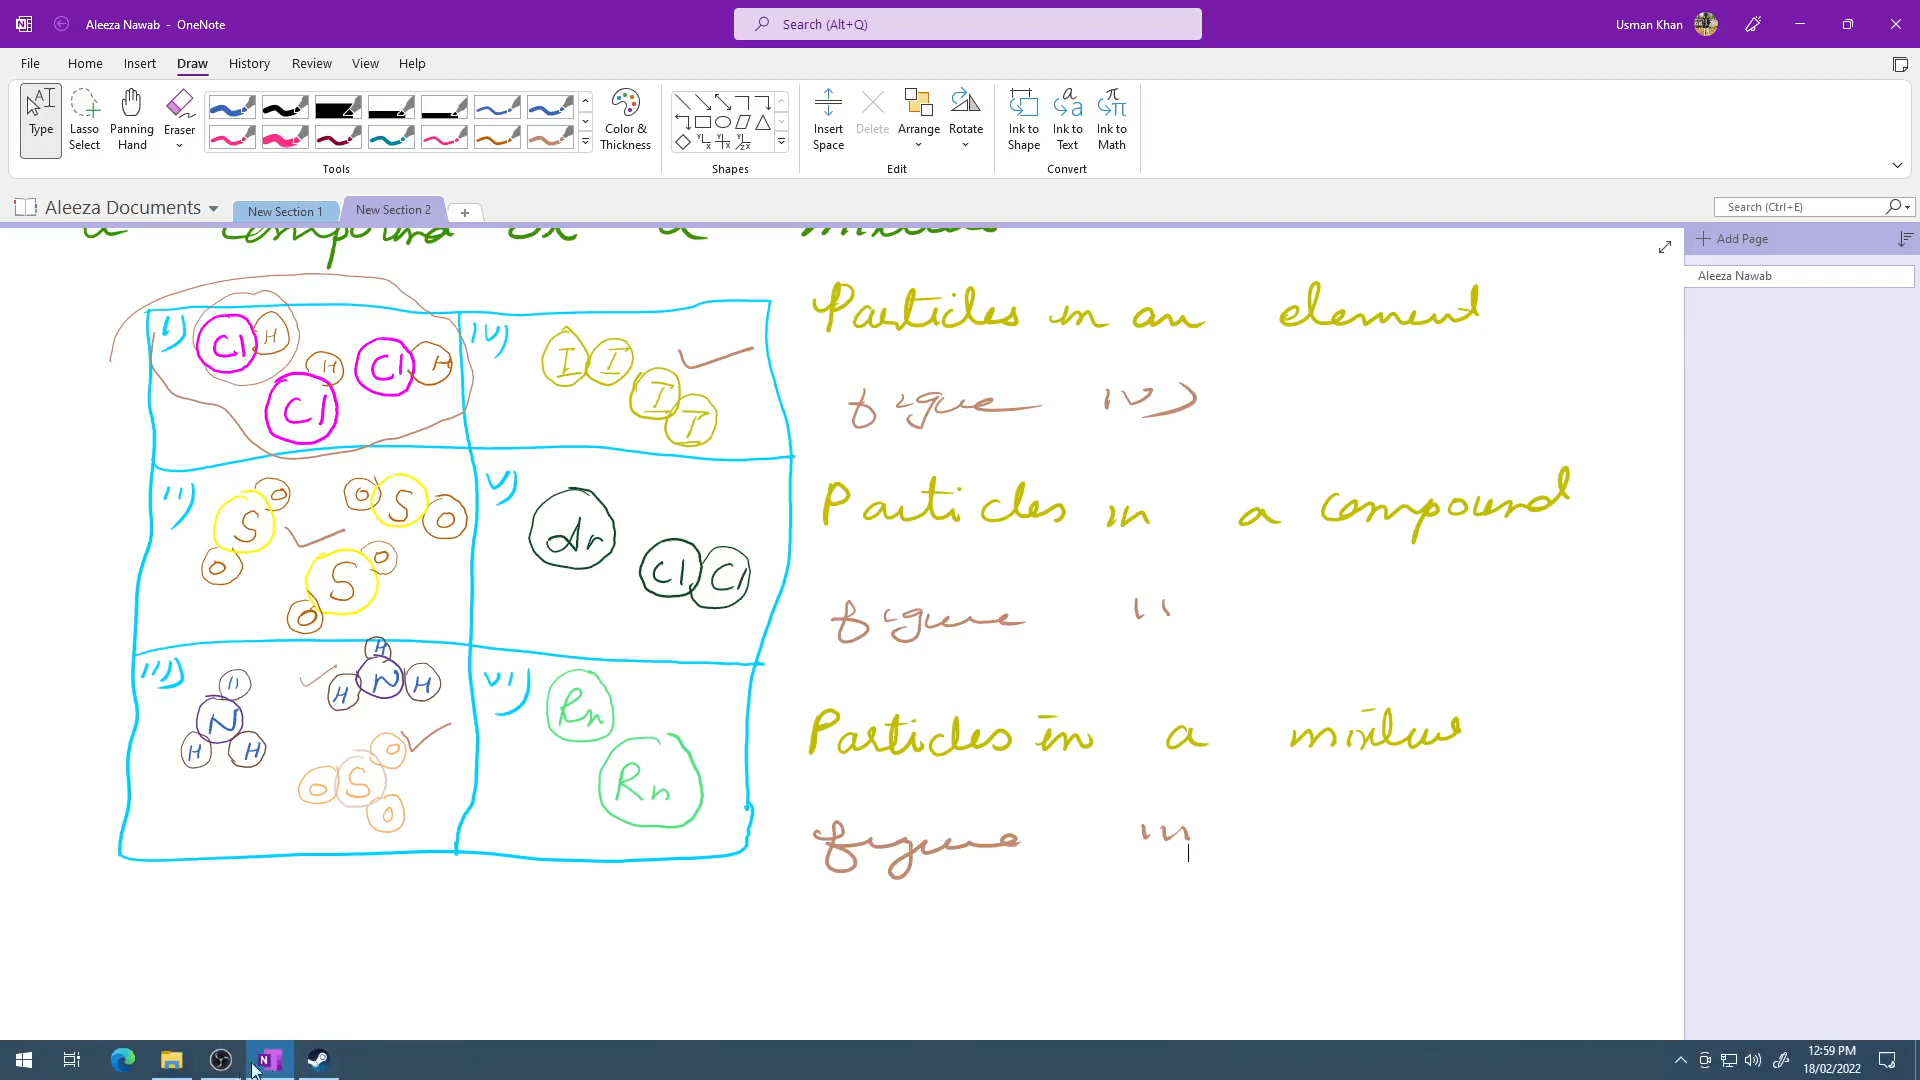 Aleeza Nawab - OneNote
Search (Alt+Q)
Usman Khan
File Home Insert Draw History Review View Help
Type
Lasso Select
Panning Hand
Eraser
Color & Thickness
Insert Space
Delete
Arrange
Rotate
Ink to Shape
Ink to Text
Ink to Math
Tools
Shapes
Edit
Convert
Aleeza Documents
New Section 1
New Section 2
Search (Ctrl+E)
Add Page
Aleeza Nawab
a compound or a mixture
i) Cl H H Cl Cl H
iv) I I I I
ii) S O O O S O S O O
v) Ar Cl Cl
iii) N H H H N H H S O O O
vi) Rn Rn
Particles in an element
figure iv)
Particles in a compound
figure ii
Particles in a mixture
figure iii
12:59 PM
18/02/2022